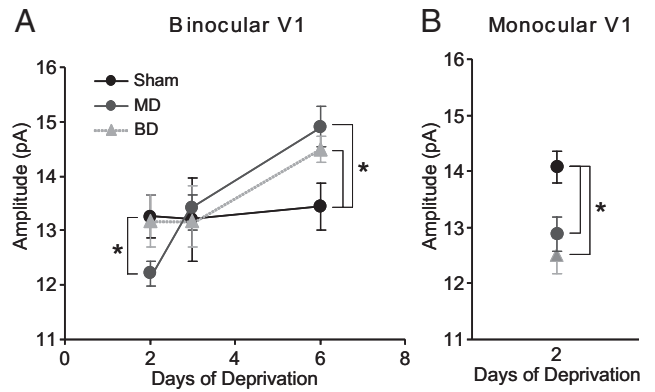 A
Binocular V1
16
15
14
13
12
11
Amplitude (pA)
Sham
MD
BD
*
*
0
2
4
6
8
Days of Deprivation
B
Monocular V1
16
15
14
13
12
11
Amplitude (pA)
*
2
Days of Deprivation